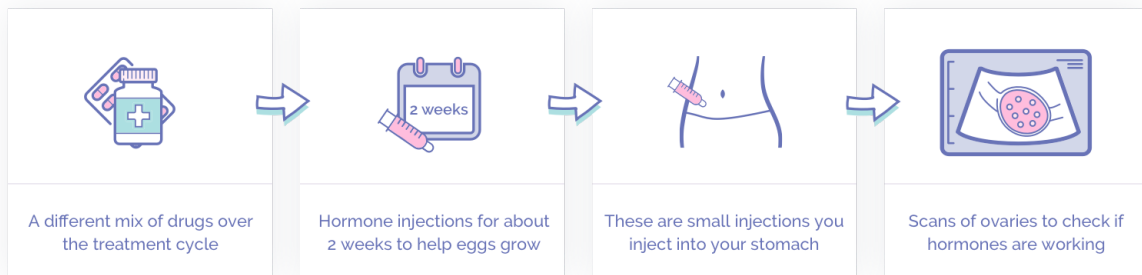 2 weeks
A different mix of drugs over
the treatment cycle
Hormone injections for about
2 weeks to help eggs grow
These are small injections you
inject into your stomach
Scans of ovaries to check if
hormones are working